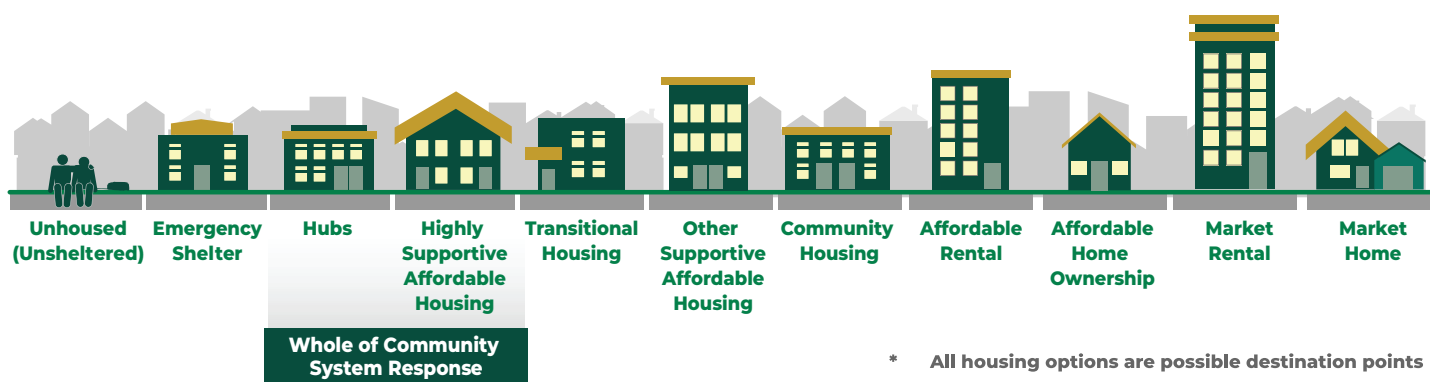 Unhoused
(Unsheltered)
Emergency
Shelter
Hubs
Highly
Supportive
Affordable
Housing
Transitional
Housing
Other
Supportive
Affordable
Housing
Community
Housing
Affordable
Rental
Affordable
Home
Ownership
Market
Rental
Market
Home
Whole of Community
System Response
* All housing options are possible destination points